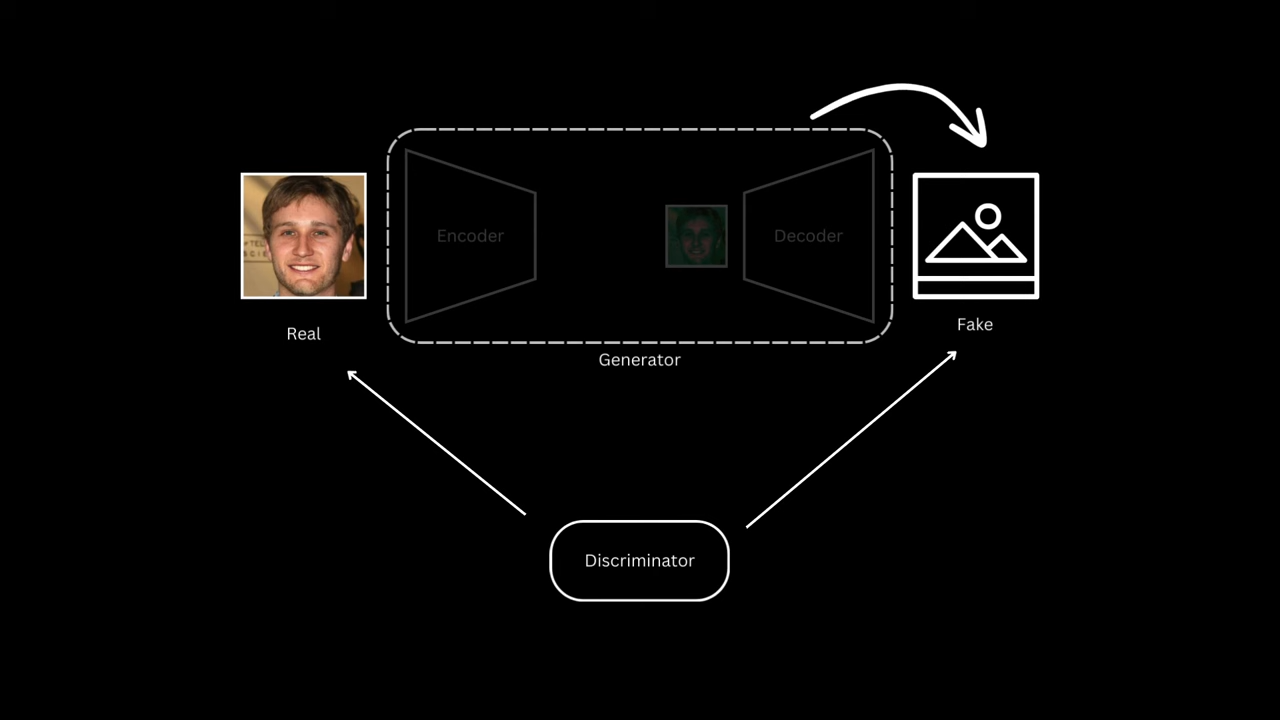 Encoder
Decoder
Real
Fake
Generator
Discriminator